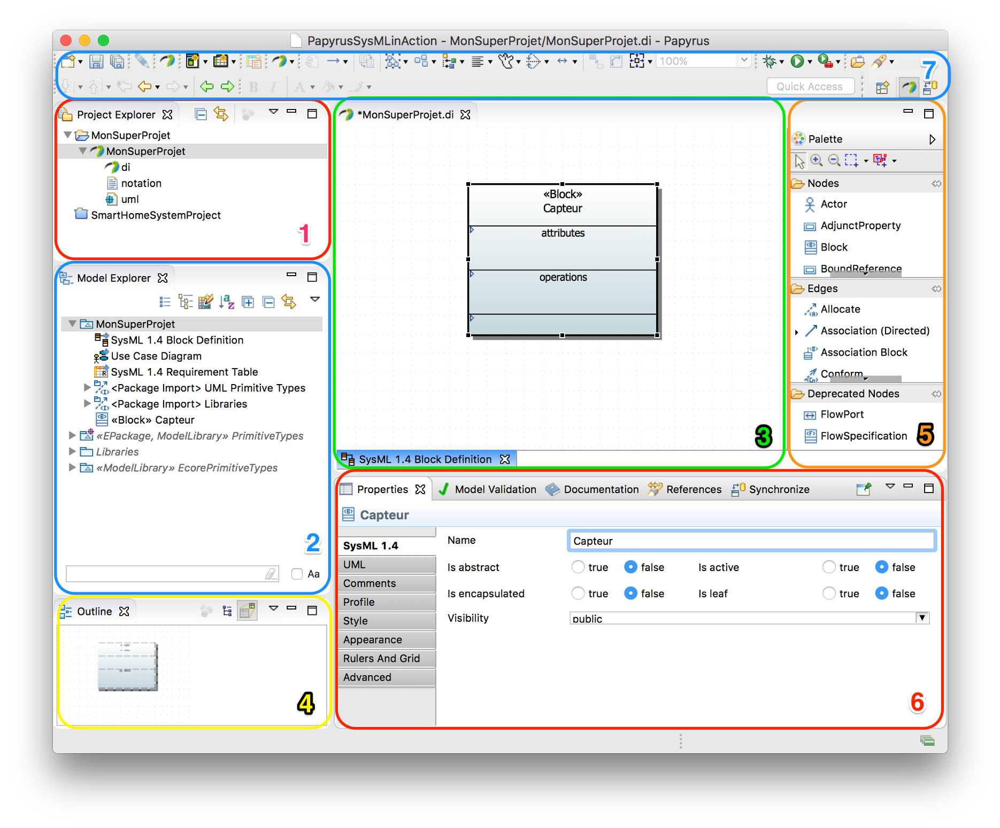 PapyrusSysMLinAction - MonSuperProjet/MonSuperProjet.di - Papyrus
100%
7
B I A
Quick Access
Project Explorer
MonSuperProjet
MonSuperProjet
di
notation
uml
SmartHomeSystemProject
1
Model Explorer
MonSuperProjet
SysML 1.4 Block Definition
Use Case Diagram
SysML 1.4 Requirement Table
<Package Import> UML Primitive Types
<Package Import> Libraries
«Block» Capteur
«EPackage, ModelLibrary» PrimitiveTypes
Libraries
«ModelLibrary» EcorePrimitiveTypes
2
Aa
Outline
4
*MonSuperProjet.di
«Block»
Capteur
attributes
operations
3
SysML 1.4 Block Definition
Palette
Nodes
Actor
AdjunctProperty
Block
BoundReference
Edges
Allocate
Association (Directed)
Association Block
Conform
Deprecated Nodes
FlowPort
FlowSpecification
5
Properties Model Validation Documentation References Synchronize
Capteur
SysML 1.4
UML
Comments
Profile
Style
Appearance
Rulers And Grid
Advanced
Name Capteur
Is abstract true false Is active true false
Is encapsulated true false Is leaf true false
Visibility public
6